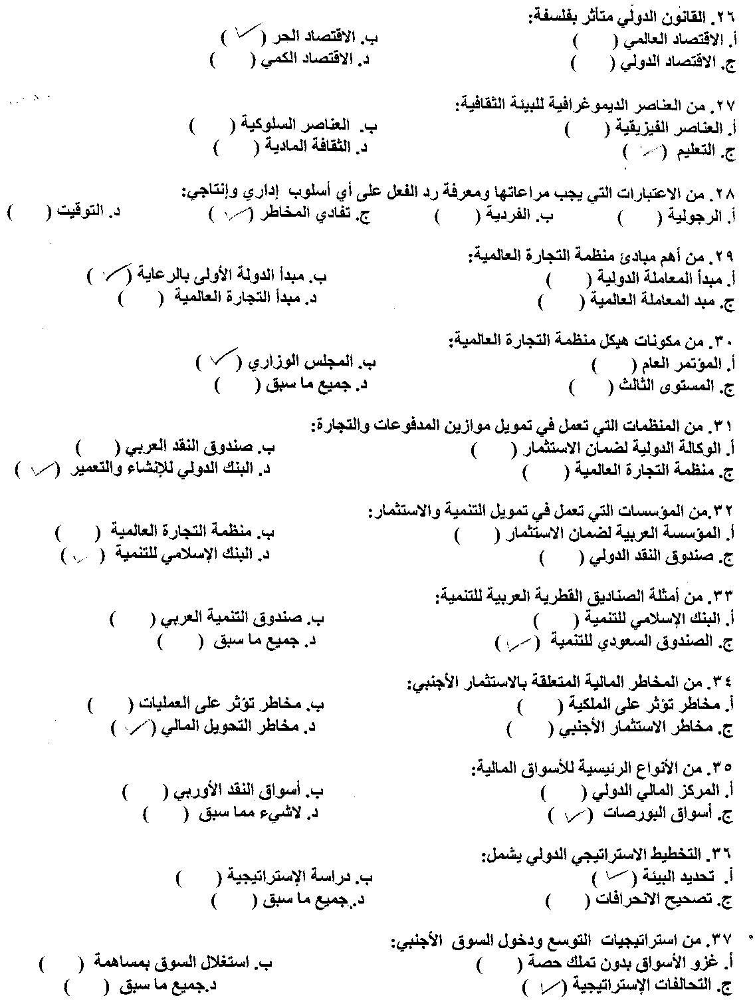 ٢٦. القانون الدولي متأثر بفلسفة:
أ. الاقتصاد العالمي ( ) ب. الاقتصاد الحر ( ✓ )
ج. الاقتصاد الدولي ( ) د. الاقتصاد الكمي ( )
٢٧. من العناصر الديموغرافية للبيئة الثقافية:
أ. العناصر الفيزيقية ( ) ب. العناصر السلوكية ( )
ج. التعليم ( ✓ ) د. الثقافة المادية ( )
٢٨. من الاعتبارات التي يجب مراعاتها ومعرفة رد الفعل على أي أسلوب إداري وإنتاجي:
أ. الرجولية ( ) ب. الفردية ( ) ج. تفادي المخاطر ( ✓ ) د. التوقيت ( )
٢٩. من أهم مبادئ منظمة التجارة العالمية:
أ. مبدأ المعاملة الدولية ( ) ب. مبدأ الدولة الأولى بالرعاية ( ✓ )
ج. مبد المعاملة العالمية ( ) د. مبدأ التجارة العالمية ( )
٣٠. من مكونات هيكل منظمة التجارة العالمية:
أ. المؤتمر العام ( ) ب. المجلس الوزاري ( ✓ )
ج. المستوى الثالث ( ) د. جميع ما سبق ( )
٣١. من المنظمات التي تعمل في تمويل موازين المدفوعات والتجارة:
أ. الوكالة الدولية لضمان الاستثمار ( ) ب. صندوق النقد العربي ( )
ج. منظمة التجارة العالمية ( ) د. البنك الدولي للإنشاء والتعمير ( ✓ )
٣٢.من المؤسسات التي تعمل في تمويل التنمية والاستثمار:
أ. المؤسسة العربية لضمان الاستثمار ( ) ب. منظمة التجارة العالمية ( )
ج. صندوق النقد الدولي ( ) د. البنك الإسلامي للتنمية ( ✓ )
٣٣. من أمثلة الصناديق القطرية العربية للتنمية:
أ. البنك الإسلامي للتنمية ( ) ب. صندوق التنمية العربي ( )
ج. الصندوق السعودي للتنمية ( ✓ ) د. جميع ما سبق ( )
٣٤. من المخاطر المالية المتعلقة بالاستثمار الأجنبي:
أ. مخاطر تؤثر على الملكية ( ) ب. مخاطر تؤثر على العمليات ( )
ج. مخاطر الاستثمار الأجنبي ( ) د. مخاطر التحويل المالي ( ✓ )
٣٥. من الأنواع الرئيسية للأسواق المالية:
أ. المركز المالي الدولي ( ) ب. أسواق النقد الأوربي ( )
ج. أسواق البورصات ( ✓ ) د. لاشيء مما سبق ( )
٣٦. التخطيط الاستراتيجي الدولي يشمل:
أ. تحديد البيئة ( ✓ ) ب. دراسة الإستراتيجية ( )
ج. تصحيح الانحرافات ( ) د. جميع ما سبق ( )
٣٧. من استراتيجيات التوسع ودخول السوق الأجنبي:
أ. غزو الأسواق بدون تملك حصة ( ) ب. استغلال السوق بمساهمة ( )
ج. التحالفات الإستراتيجية ( ✓ ) د.جميع ما سبق ( )